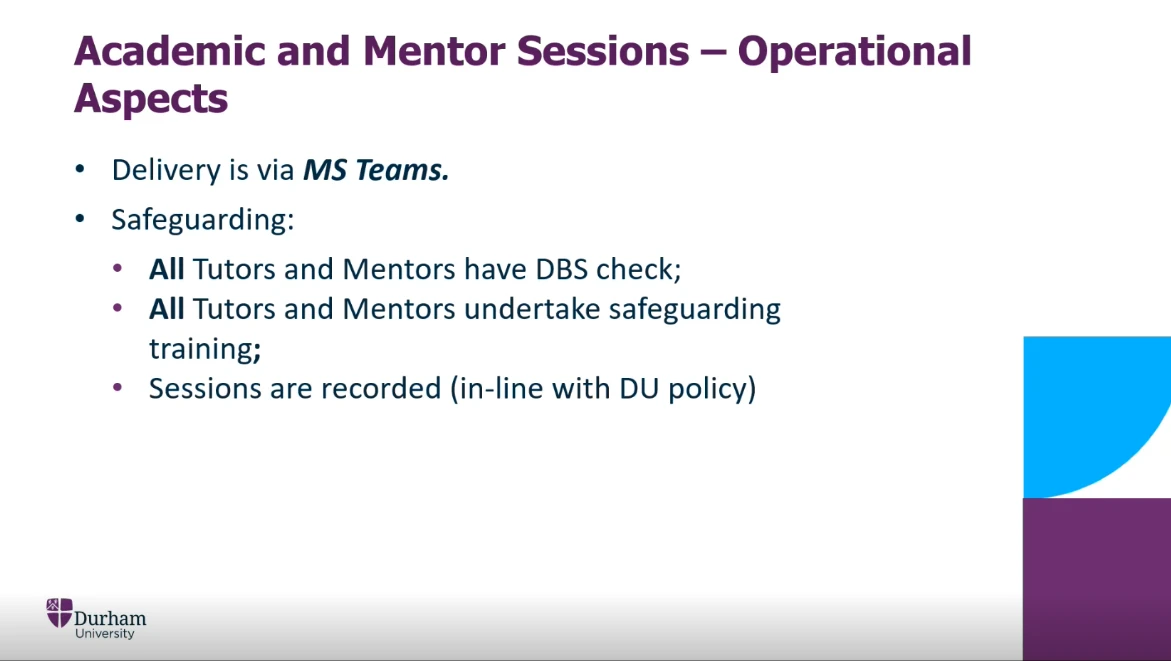 Academic and Mentor Sessions – Operational
Aspects
• Delivery is via MS Teams.
• Safeguarding:
• All Tutors and Mentors have DBS check;
• All Tutors and Mentors undertake safeguarding
training;
• Sessions are recorded (in-line with DU policy)
Durham
University